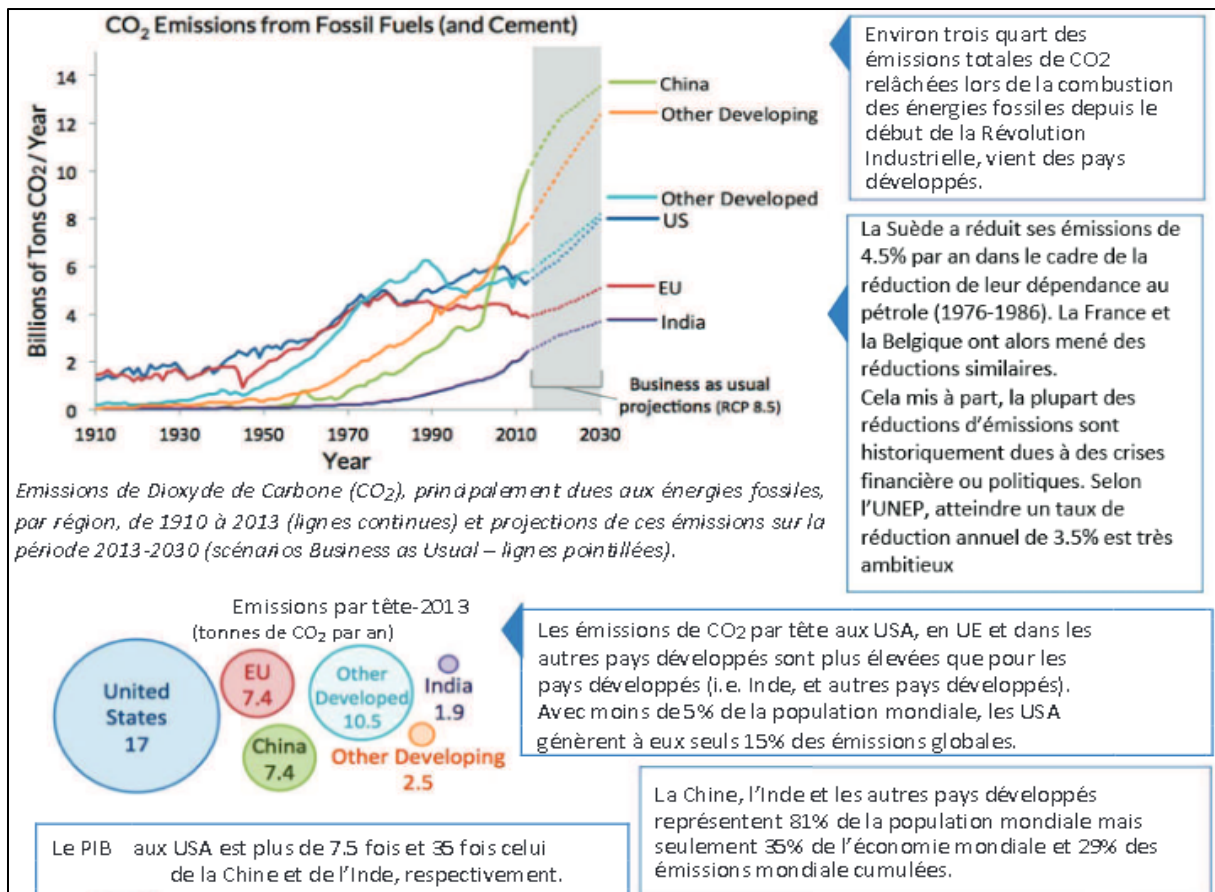 CO2 Emissions from Fossil Fuels (and Cement)
Billions of Tons CO2/ Year
14
12
10
8
6
4
2
0
1910
1930
1950
1970
1990
2010
2030
Year
China
Other Developing
Other Developed
US
EU
India
Business as usual
projections (RCP 8.5)
Emissions de Dioxyde de Carbone (CO2), principalement dues aux énergies fossiles,
par région, de 1910 à 2013 (lignes continues) et projections de ces émissions sur la
période 2013-2030 (scénarios Business as Usual – lignes pointillées).
Environ trois quart des
émissions totales de CO2
relâchées lors de la combustion
des énergies fossiles depuis le
début de la Révolution
Industrielle, vient des pays
développés.
La Suède a réduit ses émissions de
4.5% par an dans le cadre de la
réduction de leur dépendance au
pétrole (1976-1986). La France et
la Belgique ont alors mené des
réductions similaires.
Cela mis à part, la plupart des
réductions d’émissions sont
historiquement dues à des crises
financière ou politiques. Selon
l’UNEP, atteindre un taux de
réduction annuel de 3.5% est très
ambitieux
Emissions par tête-2013
(tonnes de CO2 par an)
United
States
17
EU
7.4
China
7.4
Other
Developed
10.5
India
1.9
Other Developing
2.5
Les émissions de CO2 par tête aux USA, en UE et dans les
autres pays développés sont plus élevées que pour les
pays développés (i.e. Inde, et autres pays développés).
Avec moins de 5% de la population mondiale, les USA
génèrent à eux seuls 15% des émissions globales.
Le PIB aux USA est plus de 7.5 fois et 35 fois celui
de la Chine et de l’Inde, respectivement.
La Chine, l’Inde et les autres pays développés
représentent 81% de la population mondiale mais
seulement 35% de l’économie mondiale et 29% des
émissions mondiale cumulées.